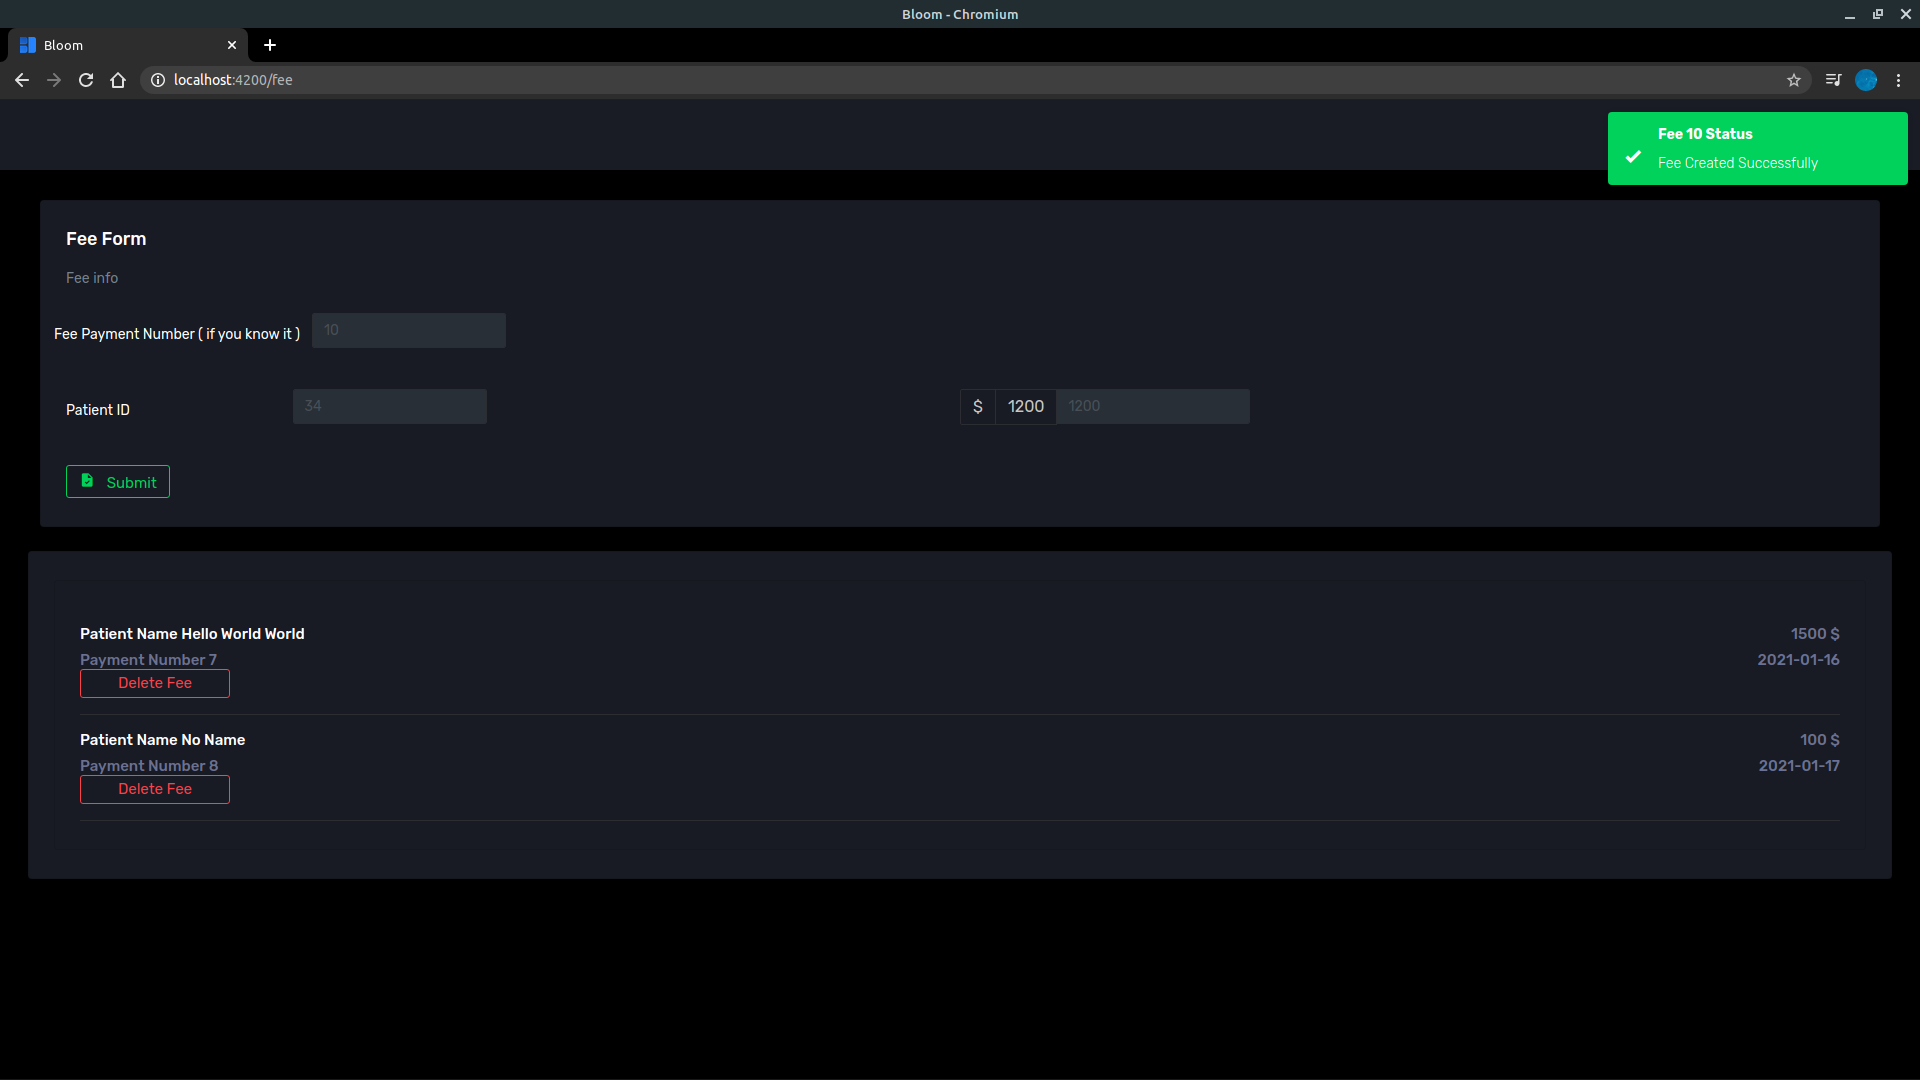 Bloom - Chromium
Bloom
localhost:4200/fee
Fee 10 Status
Fee Created Successfully
Fee Form
Fee info
Fee Payment Number ( if you know it ) 10
Patient ID 34 $ 1200 1200
Submit
Patient Name Hello World World 1500 $
Payment Number 7 2021-01-16
Delete Fee
Patient Name No Name 100 $
Payment Number 8 2021-01-17
Delete Fee